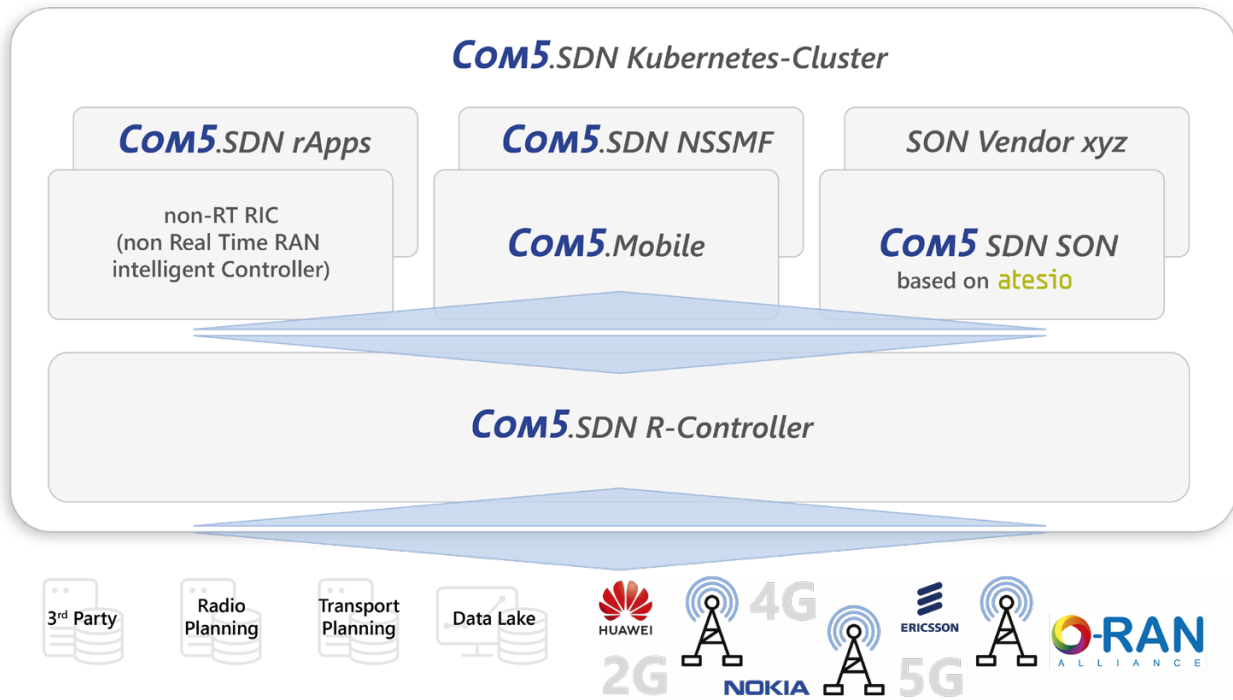 COM5.SDN Kubernetes-Cluster
COM5.SDN rApps
COM5.SDN NSSMF
SON Vendor xyz
non-RT RIC
(non Real Time RAN
intelligent Controller)
COM5.Mobile
COM5 SDN SON
based on atesio
COM5.SDN R-Controller
3rd Party
Radio
Planning
Transport
Planning
Data Lake
HUAWEI
2G
4G
NOKIA
ERICSSON
5G
O-RAN
ALLIANCE